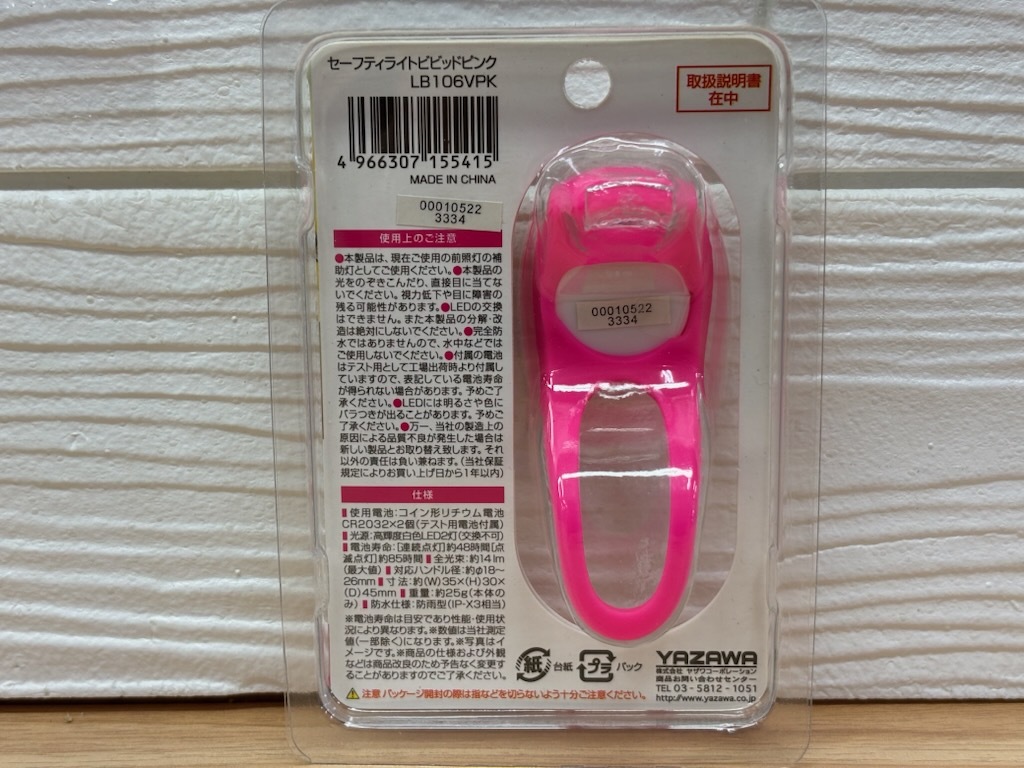 セーフティライトビビッドピンク
LB106VPK
取扱説明書
在中
4 966307 155415
MADE IN CHINA
00010522
3334
使用上のご注意
●本製品は、現在ご使用の前照灯の補
助灯としてご使用ください。●本製品の
光をのぞきこんだり、直接目に当てな
いでください。視力低下や目に障害の
残る可能性があります。●LEDの交換
はできません。また本製品の分解・改
造は絶対にしないでください。●完全防
水ではありませんので、水中などでは
ご使用しないでください。●付属の電池
はテスト用として工場出荷時より付属し
ていますので、表記している電池寿命
が得られない場合があります。予めご了
承ください。●LEDには明るさや色に
バラつきが出ることがあります。予めご
了承ください。●万一、当社の製造上の
原因による品質不良が発生した場合は
新しい製品とお取り替え致します。それ
以外の責任は負い兼ねます。(当社保証
規定によりお買い上げ日から1年以内)
仕様
▮使用電池:コイン形リチウム電池
CR2032×2個(テスト用電池付属)
▮光源:高輝度白色LED2灯(交換不可)
▮電池寿命:[連続点灯]約48時間[点
滅点灯]約85時間▮全光束:約14lm
(最大値)▮対応ハンドル径:約φ18〜
26mm▮寸法:約(W)35×(H)30×
(D)45mm▮重量:約25g(本体の
み)▮防水仕様:防雨型(IP-X3相当)
※電池寿命は目安であり性能・使用状
況により異なります。※数値は当社測定
値(一部除く)になります。※写真はイメ
ージです。※商品の仕様および外観
などは商品改良のため予告なく変更す
ることがありますのでご了承ください。
00010522
3334
紙 台紙 プラ パック
YAZAWA
株式会社 ヤザワコーポレーション
商品お問い合わせセンター
TEL 03-5812-1051
http://www.yazawa.co.jp
⚠注意 パッケージ開封の際は指などを切らないよう十分ご注意ください。